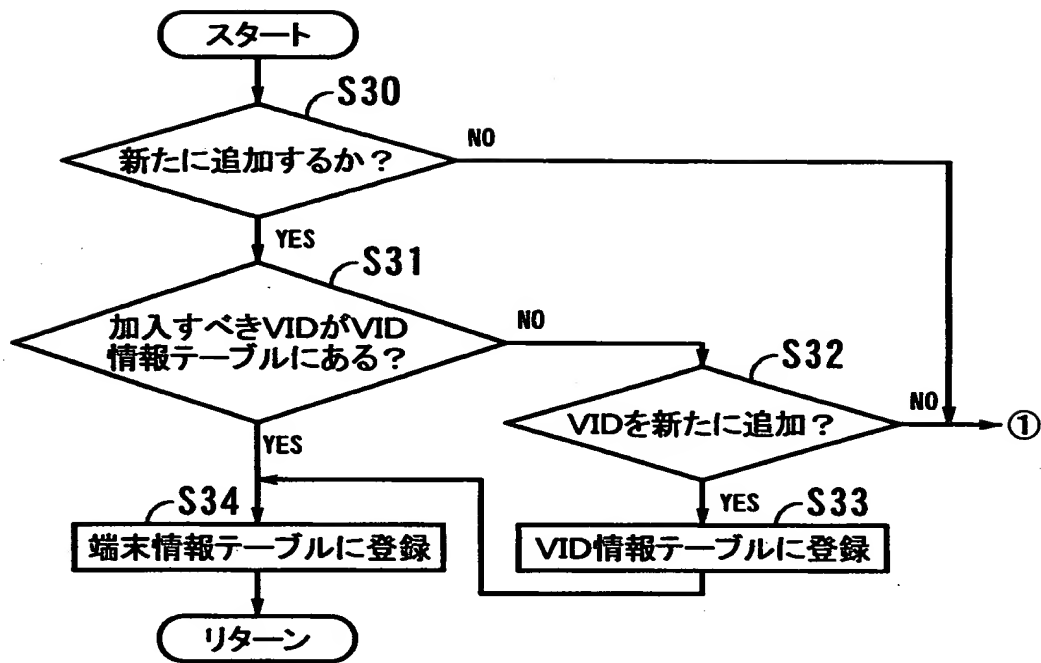 スタート
S30
新たに追加するか？
NO
YES
S31
加入すべきVIDがVID
情報テーブルにある？
NO
S32
VIDを新たに追加？
NO
①
YES
YES
S34
端末情報テーブルに登録
S33
VID情報テーブルに登録
リターン